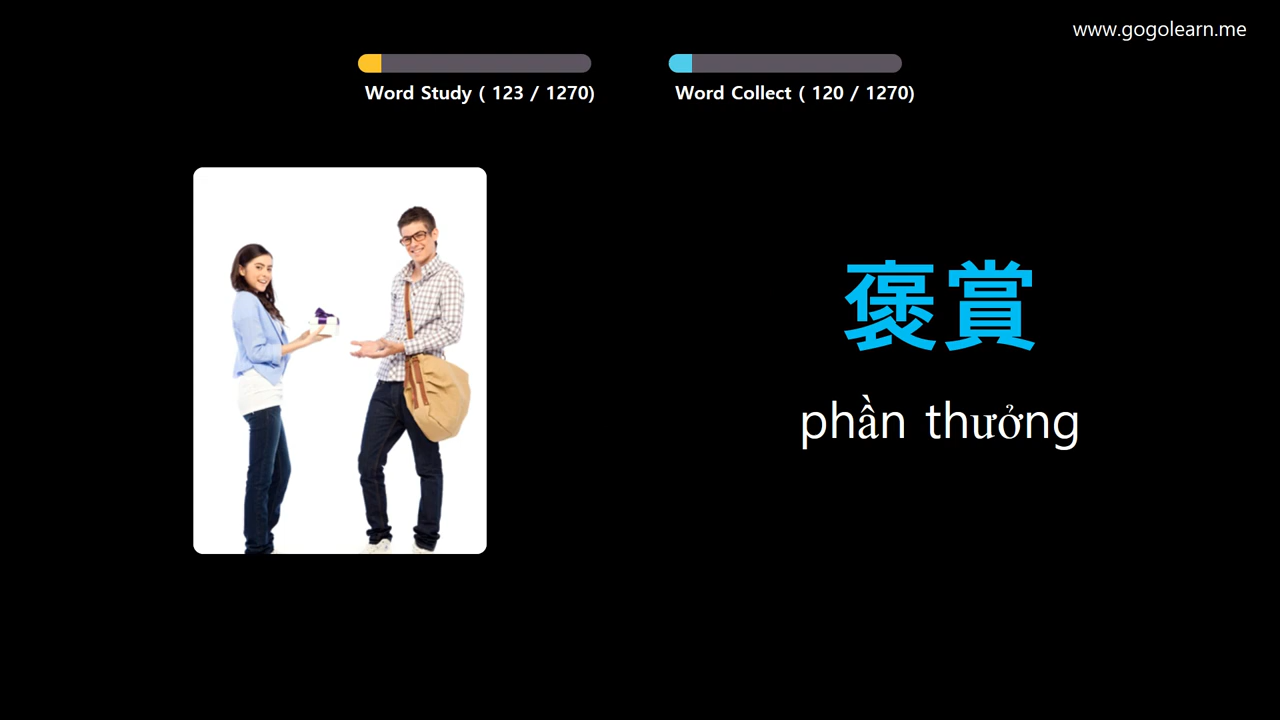 www.gogolearn.me
Word Study ( 123 / 1270)
Word Collect ( 120 / 1270)
褒賞
phần thưởng